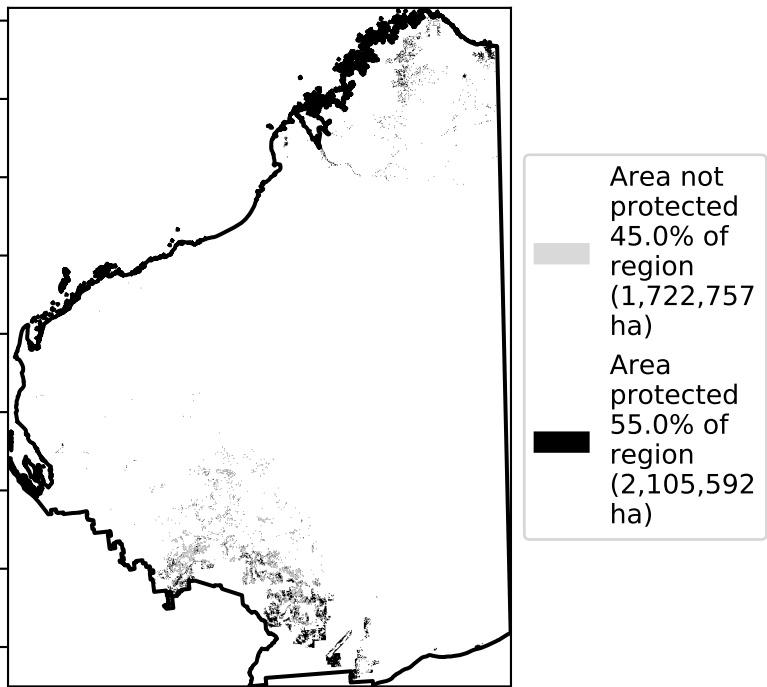 Area not
protected
45.0% of
region
(1,722,757
ha)
Area
protected
55.0% of
region
(2,105,592
ha)